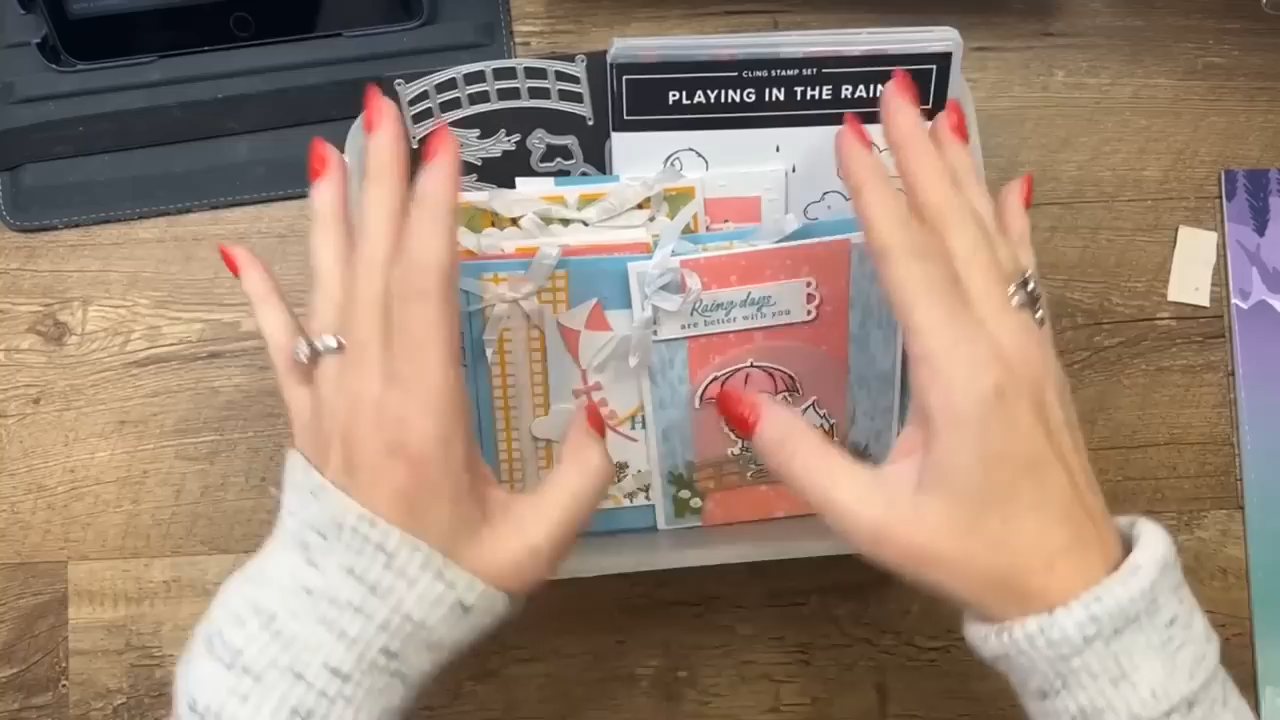 CLING STAMP SET
PLAYING IN THE RAIN
Rainy days
are better with you
H